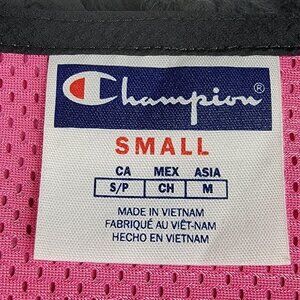 Champion
SMALL
CA MEX ASIA
S/P CH M
MADE IN VIETNAM
FABRIQUÉ AU VIÊT-NAM
HECHO EN VIETNAM